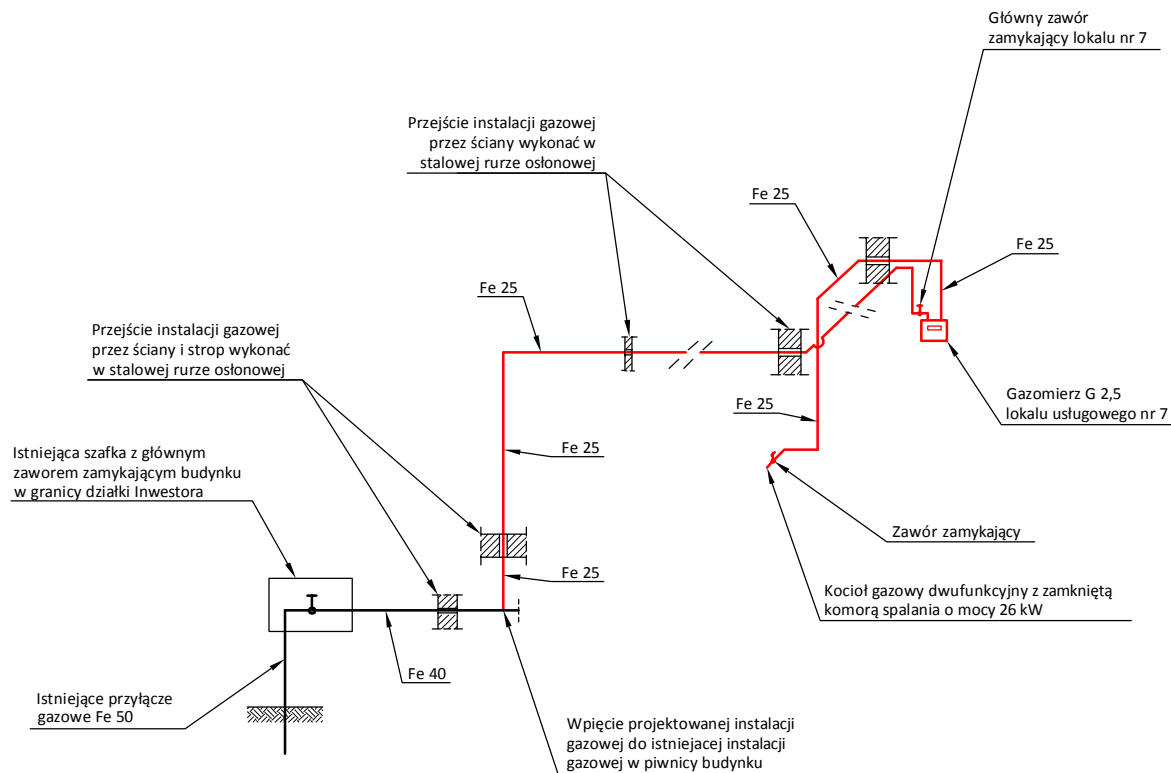 Główny zawór
zamykający lokalu nr 7
Przejście instalacji gazowej
przez ściany wykonać w
stalowej rurze osłonowej
Fe 25
Fe 25
Fe 25
Przejście instalacji gazowej
przez ściany i strop wykonać
w stalowej rurze osłonowej
Gazomierz G 2,5
lokalu usługowego nr 7
Fe 25
Istniejąca szafka z głównym
zaworem zamykającym budynku
w granicy działki Inwestora
Fe 25
Zawór zamykający
Fe 25
Kocioł gazowy dwufunkcyjny z zamkniętą
komorą spalania o mocy 26 kW
Fe 40
Istniejące przyłącze
gazowe Fe 50
Wpięcie projektowanej instalacji
gazowej do istniejacej instalacji
gazowej w piwnicy budynku